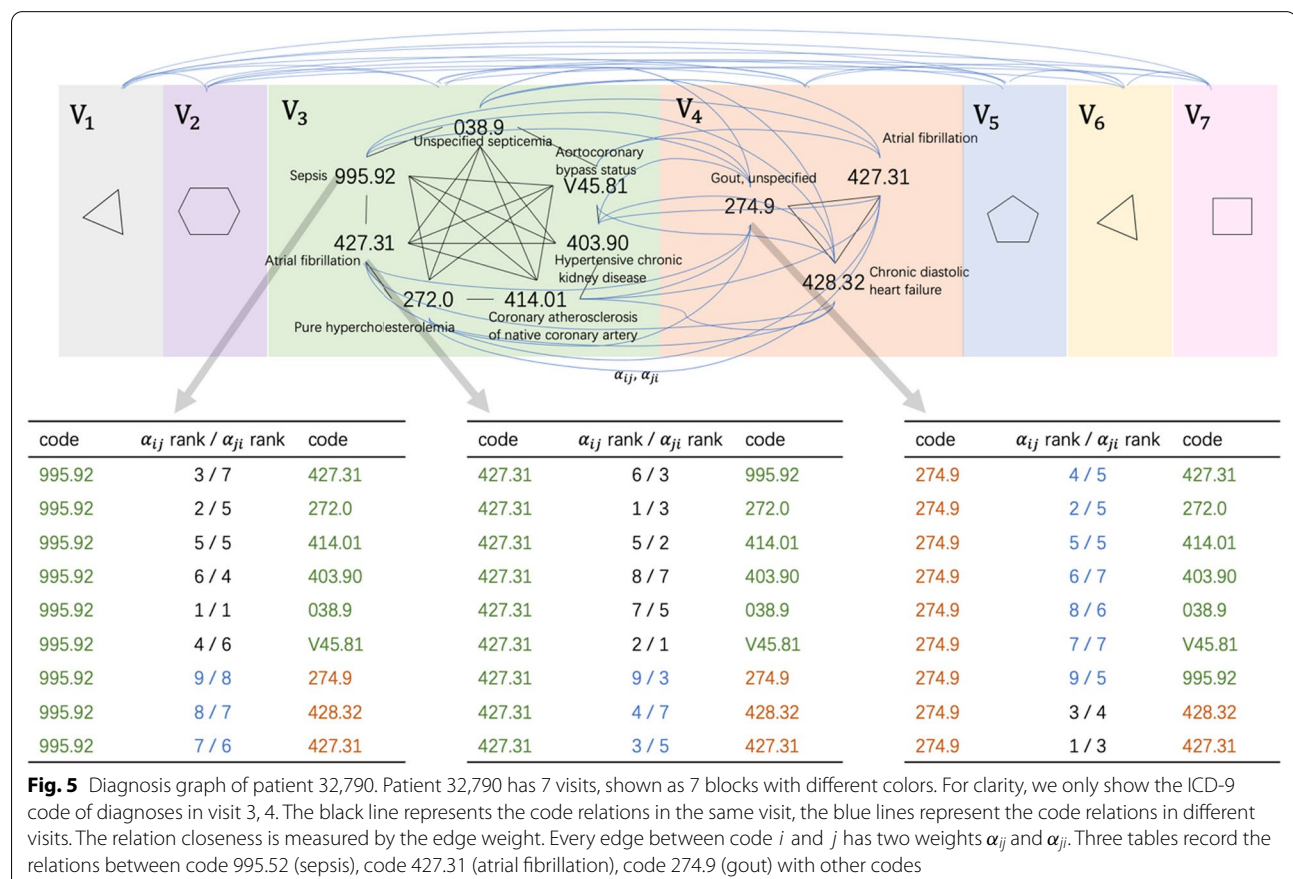 V1
V2
V3
V4
V5
V6
V7
038.9
Unspecified septicemia
Aortocoronary
bypass status
V45.81
Sepsis 995.92
427.31
Atrial fibrillation
403.90
Hypertensive chronic
kidney disease
272.0
414.01
Pure hypercholesterolemia
Coronary atherosclerosis
of native coronary artery
Atrial fibrillation
Gout, unspecified
427.31
274.9
428.32
Chronic diastolic
heart failure
αij, αji
code αij rank / αji rank code
995.92 3 / 7 427.31
995.92 2 / 5 272.0
995.92 5 / 5 414.01
995.92 6 / 4 403.90
995.92 1 / 1 038.9
995.92 4 / 6 V45.81
995.92 9 / 8 274.9
995.92 8 / 7 428.32
995.92 7 / 6 427.31
code αij rank / αji rank code
427.31 6 / 3 995.92
427.31 1 / 3 272.0
427.31 5 / 2 414.01
427.31 8 / 7 403.90
427.31 7 / 5 038.9
427.31 2 / 1 V45.81
427.31 9 / 3 274.9
427.31 4 / 7 428.32
427.31 3 / 5 427.31
code αij rank / αji rank code
274.9 4 / 5 427.31
274.9 2 / 5 272.0
274.9 5 / 5 414.01
274.9 6 / 7 403.90
274.9 8 / 6 038.9
274.9 7 / 7 V45.81
274.9 9 / 5 995.92
274.9 3 / 4 428.32
274.9 1 / 3 427.31
Fig. 5 Diagnosis graph of patient 32,790. Patient 32,790 has 7 visits, shown as 7 blocks with different colors. For clarity, we only show the ICD-9
code of diagnoses in visit 3, 4. The black line represents the code relations in the same visit, the blue lines represent the code relations in different
visits. The relation closeness is measured by the edge weight. Every edge between code i and j has two weights αij and αji. Three tables record the
relations between code 995.52 (sepsis), code 427.31 (atrial fibrillation), code 274.9 (gout) with other codes